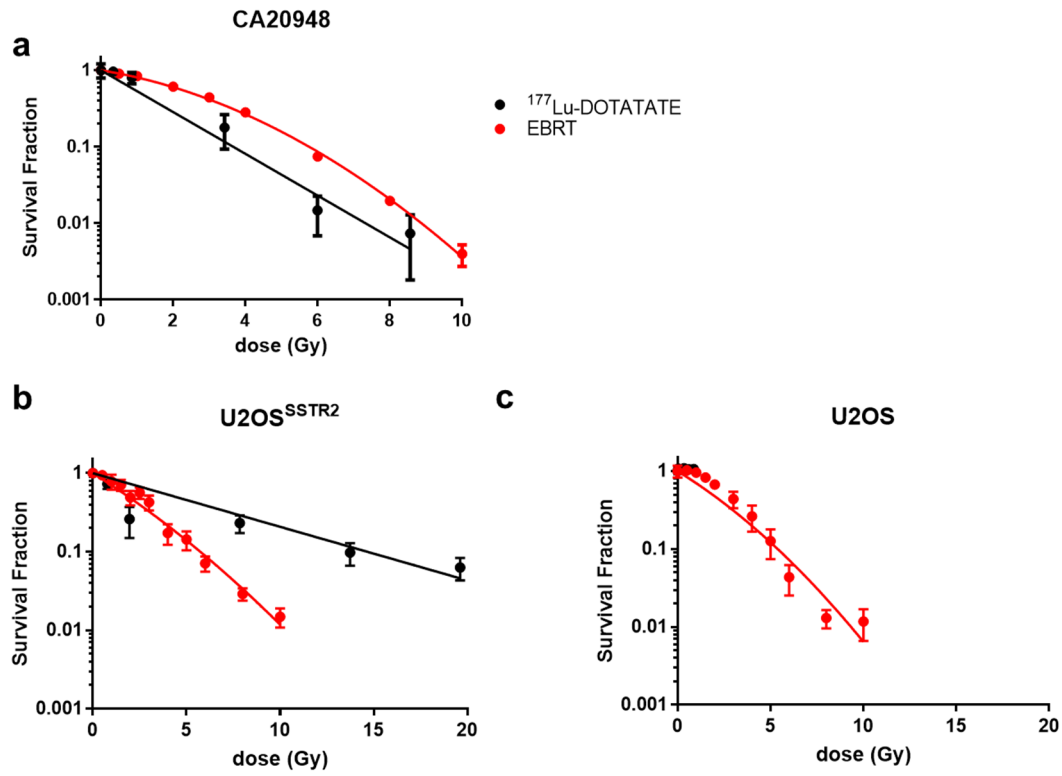 CA20948
a
1
0.1
0.01
0.001
Survival Fraction
0 2 4 6 8 10
dose (Gy)
¹⁷⁷Lu-DOTATATE
EBRT
b
U2OS^SSTR2
1
0.1
0.01
0.001
Survival Fraction
0 5 10 15 20
dose (Gy)
c
U2OS
1
0.1
0.01
0.001
Survival Fraction
0 5 10 15 20
dose (Gy)